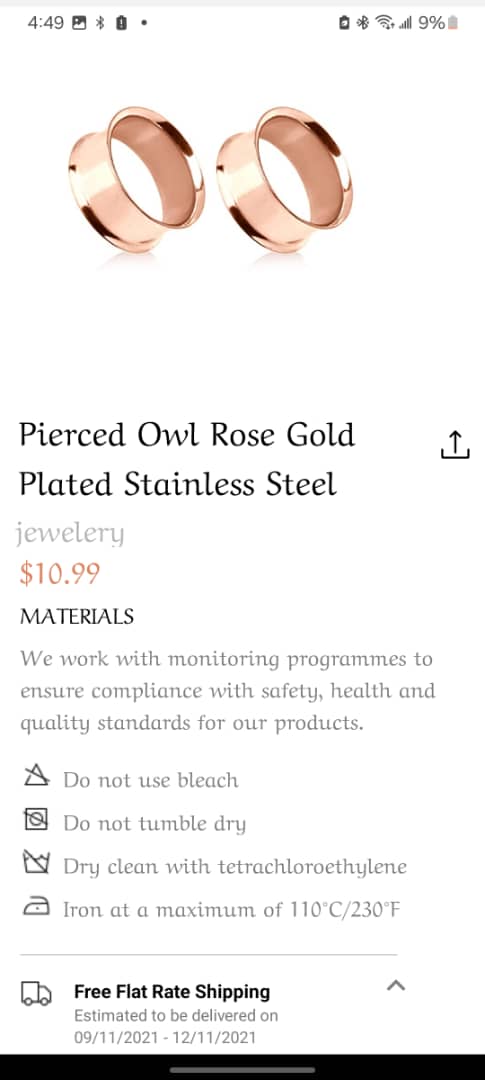 4:49
9%
Pierced Owl Rose Gold
Plated Stainless Steel
jewelery
$10.99
MATERIALS
We work with monitoring programmes to
ensure compliance with safety, health and
quality standards for our products.
Do not use bleach
Do not tumble dry
Dry clean with tetrachloroethylene
Iron at a maximum of 110°C/230°F
Free Flat Rate Shipping
Estimated to be delivered on
09/11/2021 - 12/11/2021